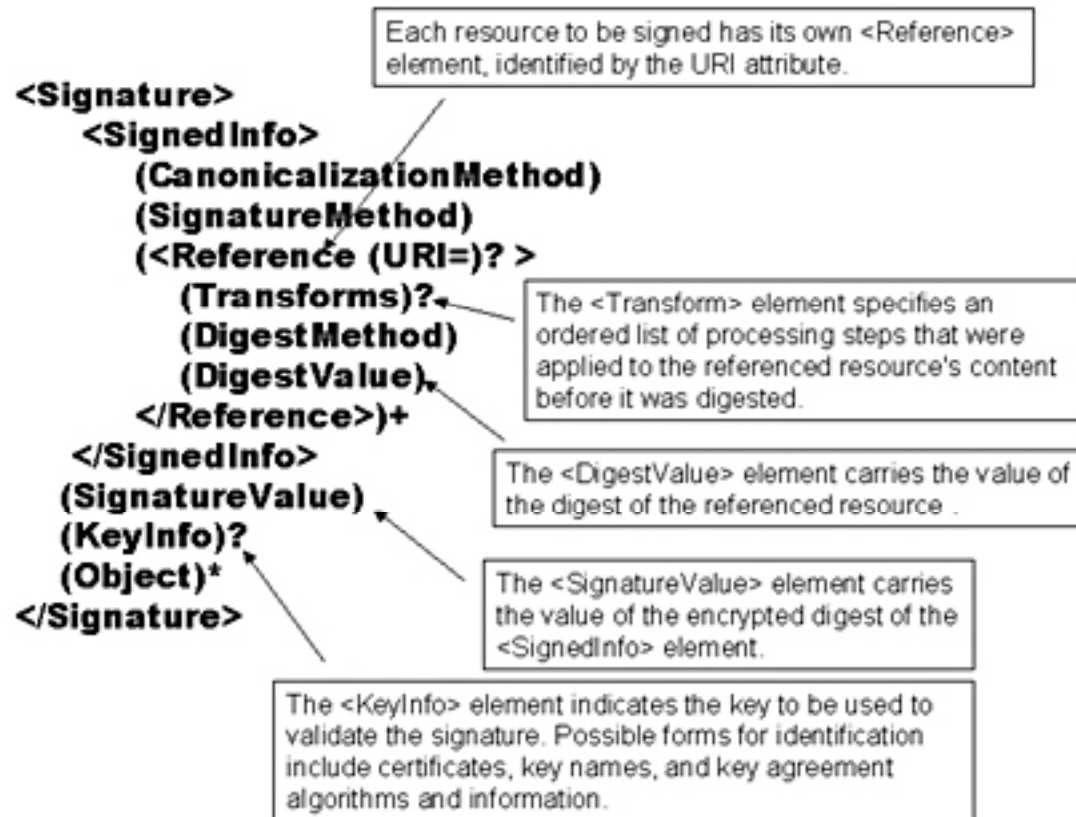 Each resource to be signed has its own <Reference>
element, identified by the URI attribute.
<Signature>
<SignedInfo>
(CanonicalizationMethod)
(SignatureMethod)
(<Reference (URI=)? >
(Transforms)?
(DigestMethod)
(DigestValue)
</Reference>)+
</SignedInfo>
(SignatureValue)
(KeyInfo)?
(Object)*
</Signature>
The <Transform> element specifies an
ordered list of processing steps that were
applied to the referenced resource's content
before it was digested.
The <DigestValue> element carries the value of
the digest of the referenced resource .
The <SignatureValue> element carries
the value of the encrypted digest of the
<SignedInfo> element.
The <KeyInfo> element indicates the key to be used to
validate the signature. Possible forms for identification
include certificates, key names, and key agreement
algorithms and information.